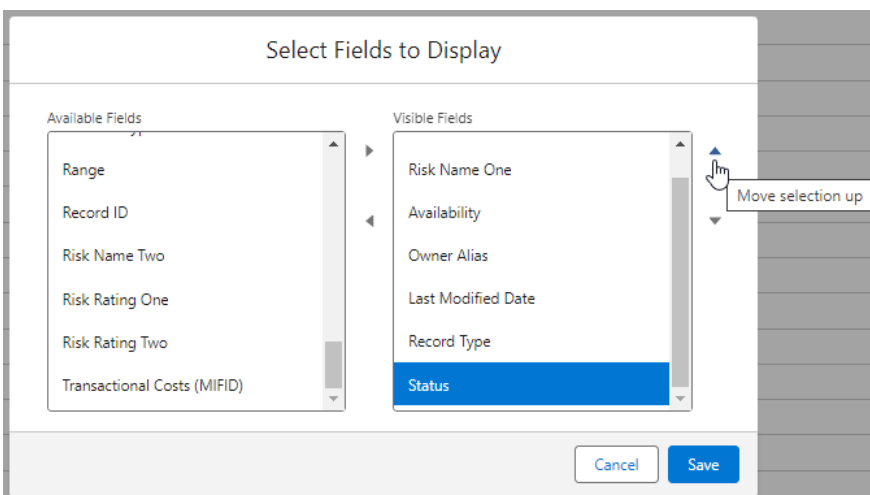 Select Fields to Display
Available Fields
Range
Record ID
Risk Name Two
Risk Rating One
Risk Rating Two
Transactional Costs (MIFID)
Visible Fields
Risk Name One
Availability
Owner Alias
Last Modified Date
Record Type
Status
Move selection up
Cancel
Save